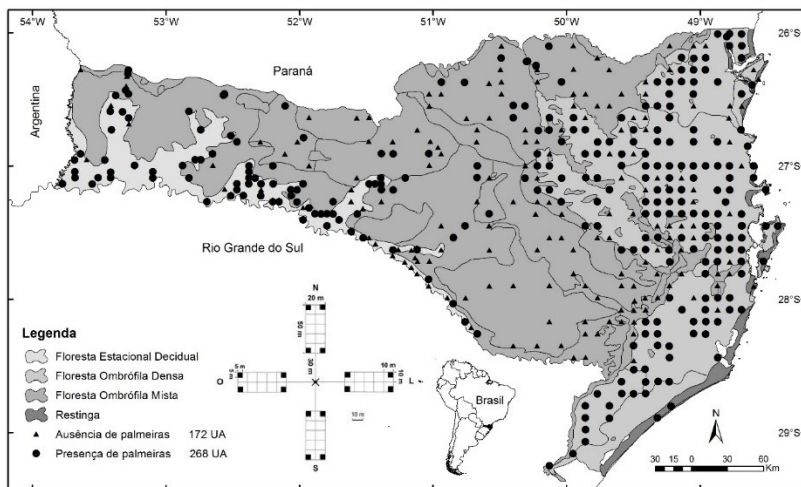 54°W 53°W 52°W 51°W 50°W 49°W
26°S
Paraná
Argentina
27°S
Rio Grande do Sul
28°S
N
20 m
50 m
30 m
5 m
5 m
10 m
10 m
O
L
10 m
S
Legenda
Floresta Estacional Decidual
Floresta Ombrófila Densa
Floresta Ombrófila Mista
Restinga
Ausência de palmeiras 172 UA
Presença de palmeiras 268 UA
Brasil
N
29°S
30 15 0 30 60
Km